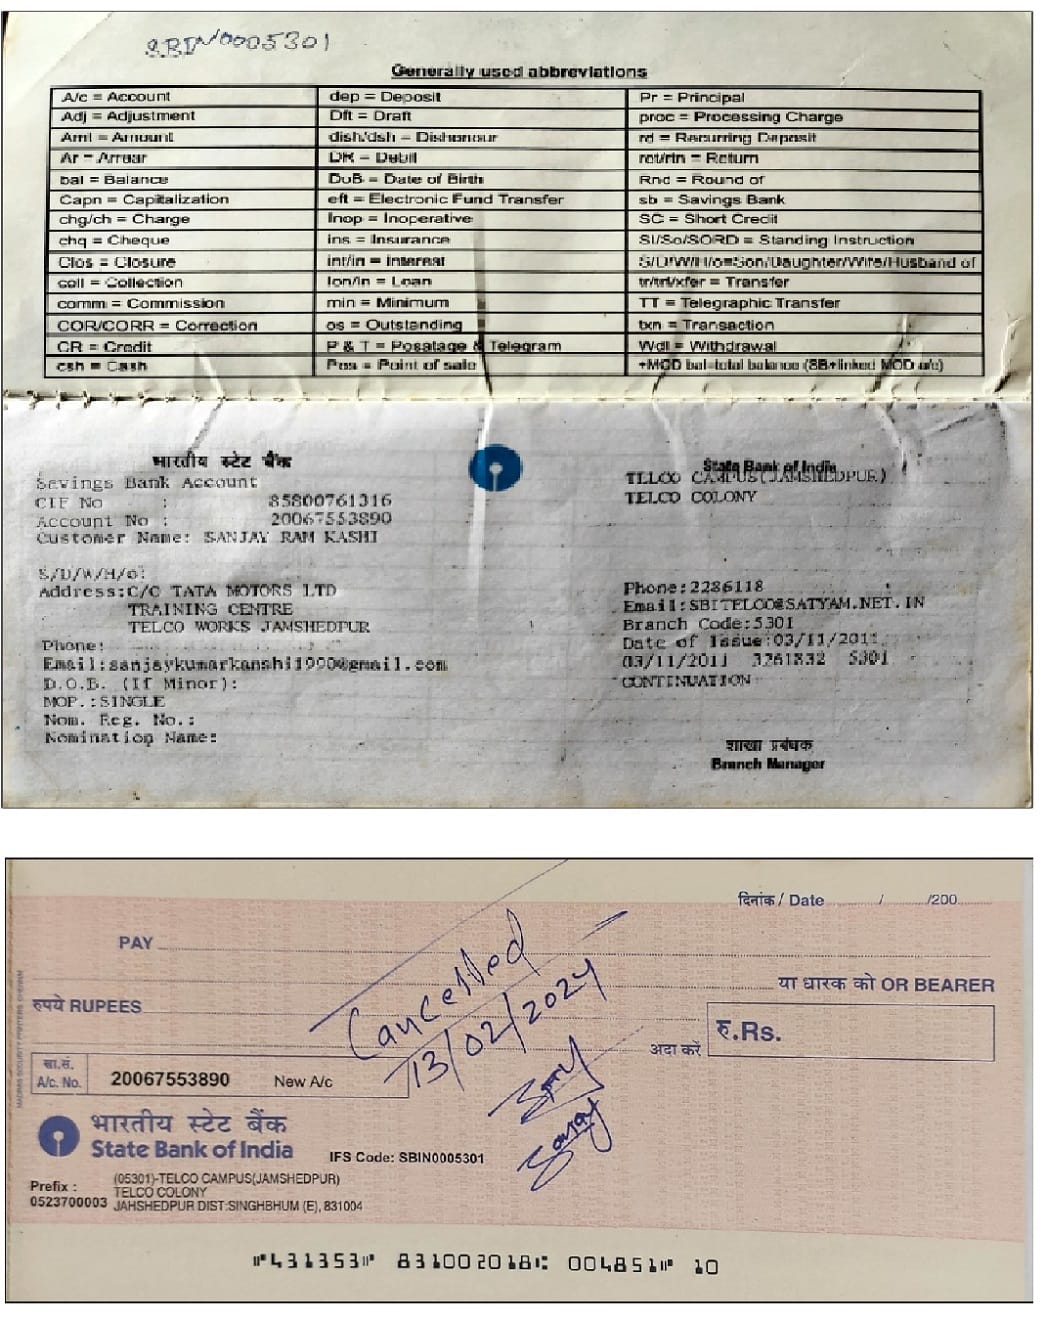 SBIN0005301
Generally used abbreviations
A/c = Account dep = Deposit Pr = Principal
Adj = Adjustment Dft = Draft proc = Processing Charge
Amt = Amount dish/dsh = Dishonour rd = Recurring Deposit
Ar = Arrear DR = Debit ret/rtn = Return
bal = Balance DoB = Date of Birth Rnd = Round of
Capn = Capitalization eft = Electronic Fund Transfer sb = Savings Bank
chg/ch = Charge Inop = Inoperative SC = Short Credit
chq = Cheque ins = Insurance SI/So/SORD = Standing Instruction
Clos = Closure int/in = interest S/D/W/H/o=Son/Daughter/Wife/Husband of
coll = Collection lon/ln = Loan tr/trf/xfer = Transfer
comm = Commission min = Minimum TT = Telegraphic Transfer
COR/CORR = Correction os = Outstanding txn = Transaction
CR = Credit P & T = Posatage & Telegram Wdl = Withdrawal
csh = Cash Pos = Point of sale +MOD bal=total balance (SB+linked MOD a/c)
भारतीय स्टेट बैंक State Bank of India
Savings Bank Account TELCO CAMPUS(JAMSHEDPUR)
CIF No : 85800761316 TELCO COLONY
Account No : 20067553890
Customer Name: SANJAY RAM KASHI
S/D/W/H/o:
Address:C/O TATA MOTORS LTD Phone:2286118
TRAINING CENTRE Email:SBITELCO@SATYAM.NET.IN
TELCO WORKS JAMSHEDPUR Branch Code:5301
Phone: Date of Issue:03/11/2011
Email:sanjaykumarkanshi1990@gmail.com 03/11/2011 3261832 5301
D.O.B. (If Minor): CONTINUATION
MOP.:SINGLE
Nom. Reg. No.:
Nomination Name:
शाखा प्रबंधक
Branch Manager
दिनांक / Date / /200
PAY
Cancelled
या धारक को OR BEARER
रुपये RUPEES
13/02/2024
अदा करें रु.Rs.
खा.सं.
A/c. No. 20067553890 New A/c
Sanjay
भारतीय स्टेट बैंक
State Bank of India IFS Code: SBIN0005301
Prefix : (05301)-TELCO CAMPUS(JAMSHEDPUR)
TELCO COLONY
0523700003 JAHSHEDPUR DIST:SINGHBHUM (E), 831004
⑈431353⑈ 831002018⑆ 004851⑈ 10